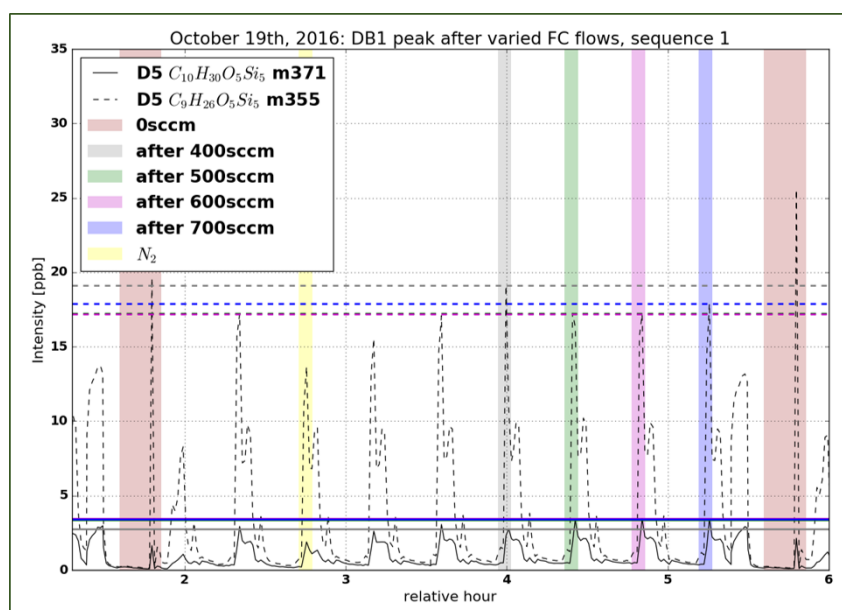 October 19th, 2016: DB1 peak after varied FC flows, sequence 1
35
30
25
20
15
10
5
0
Intensity [ppb]
D5 C₁₀H₃₀O₅Si₅ m371
D5 C₉H₂₆O₅Si₅ m355
0sccm
after 400sccm
after 500sccm
after 600sccm
after 700sccm
N₂
2 3 4 5 6
relative hour